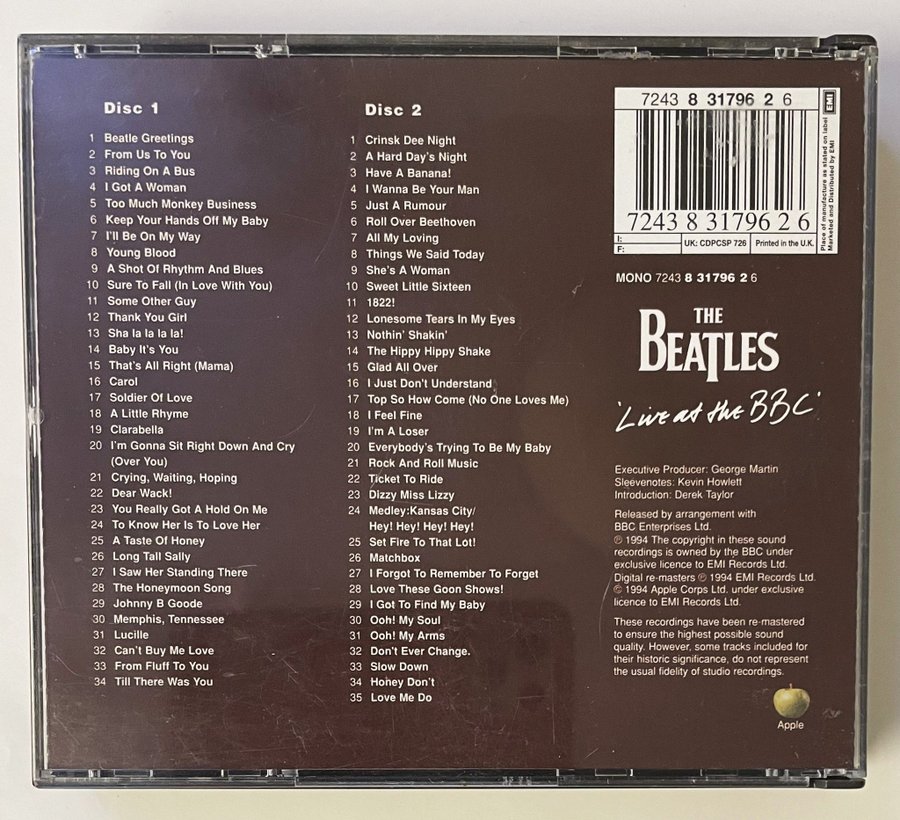 Disc 1
1 Beatle Greetings
2 From Us To You
3 Riding On A Bus
4 I Got A Woman
5 Too Much Monkey Business
6 Keep Your Hands Off My Baby
7 I'll Be On My Way
8 Young Blood
9 A Shot Of Rhythm And Blues
10 Sure To Fall (In Love With You)
11 Some Other Guy
12 Thank You Girl
13 Sha la la la la!
14 Baby It's You
15 That's All Right (Mama)
16 Carol
17 Soldier Of Love
18 A Little Rhyme
19 Clarabella
20 I'm Gonna Sit Right Down And Cry
(Over You)
21 Crying, Waiting, Hoping
22 Dear Wack!
23 You Really Got A Hold On Me
24 To Know Her Is To Love Her
25 A Taste Of Honey
26 Long Tall Sally
27 I Saw Her Standing There
28 The Honeymoon Song
29 Johnny B Goode
30 Memphis, Tennessee
31 Lucille
32 Can't Buy Me Love
33 From Fluff To You
34 Till There Was You
Disc 2
1 Crinsk Dee Night
2 A Hard Day's Night
3 Have A Banana!
4 I Wanna Be Your Man
5 Just A Rumour
6 Roll Over Beethoven
7 All My Loving
8 Things We Said Today
9 She's A Woman
10 Sweet Little Sixteen
11 1822!
12 Lonesome Tears In My Eyes
13 Nothin' Shakin'
14 The Hippy Hippy Shake
15 Glad All Over
16 I Just Don't Understand
17 Top So How Come (No One Loves Me)
18 I Feel Fine
19 I'm A Loser
20 Everybody's Trying To Be My Baby
21 Rock And Roll Music
22 Ticket To Ride
23 Dizzy Miss Lizzy
24 Medley:Kansas City/
Hey! Hey! Hey! Hey!
25 Set Fire To That Lot!
26 Matchbox
27 I Forgot To Remember To Forget
28 Love These Goon Shows!
29 I Got To Find My Baby
30 Ooh! My Soul
31 Ooh! My Arms
32 Don't Ever Change.
33 Slow Down
34 Honey Don't
35 Love Me Do
7243 8 31796 2 6
7243 8 31796 2 6
I:
F:
UK: CDPCSP 726
Printed in the U.K.
EMI
Place of manufacture as stated on label
Marketed and Distributed by EMI
MONO 7243 8 31796 2 6
THE
BEATLES
'Live at the BBC'
Executive Producer: George Martin
Sleevenotes: Kevin Howlett
Introduction: Derek Taylor
Released by arrangement with
BBC Enterprises Ltd.
℗ 1994 The copyright in these sound
recordings is owned by the BBC under
exclusive licence to EMI Records Ltd.
Digital re-masters ℗ 1994 EMI Records Ltd.
© 1994 Apple Corps Ltd. under exclusive
licence to EMI Records Ltd.
These recordings have been re-mastered
to ensure the highest possible sound
quality. However, some tracks included for
their historic significance, do not represent
the usual fidelity of studio recordings.
Apple